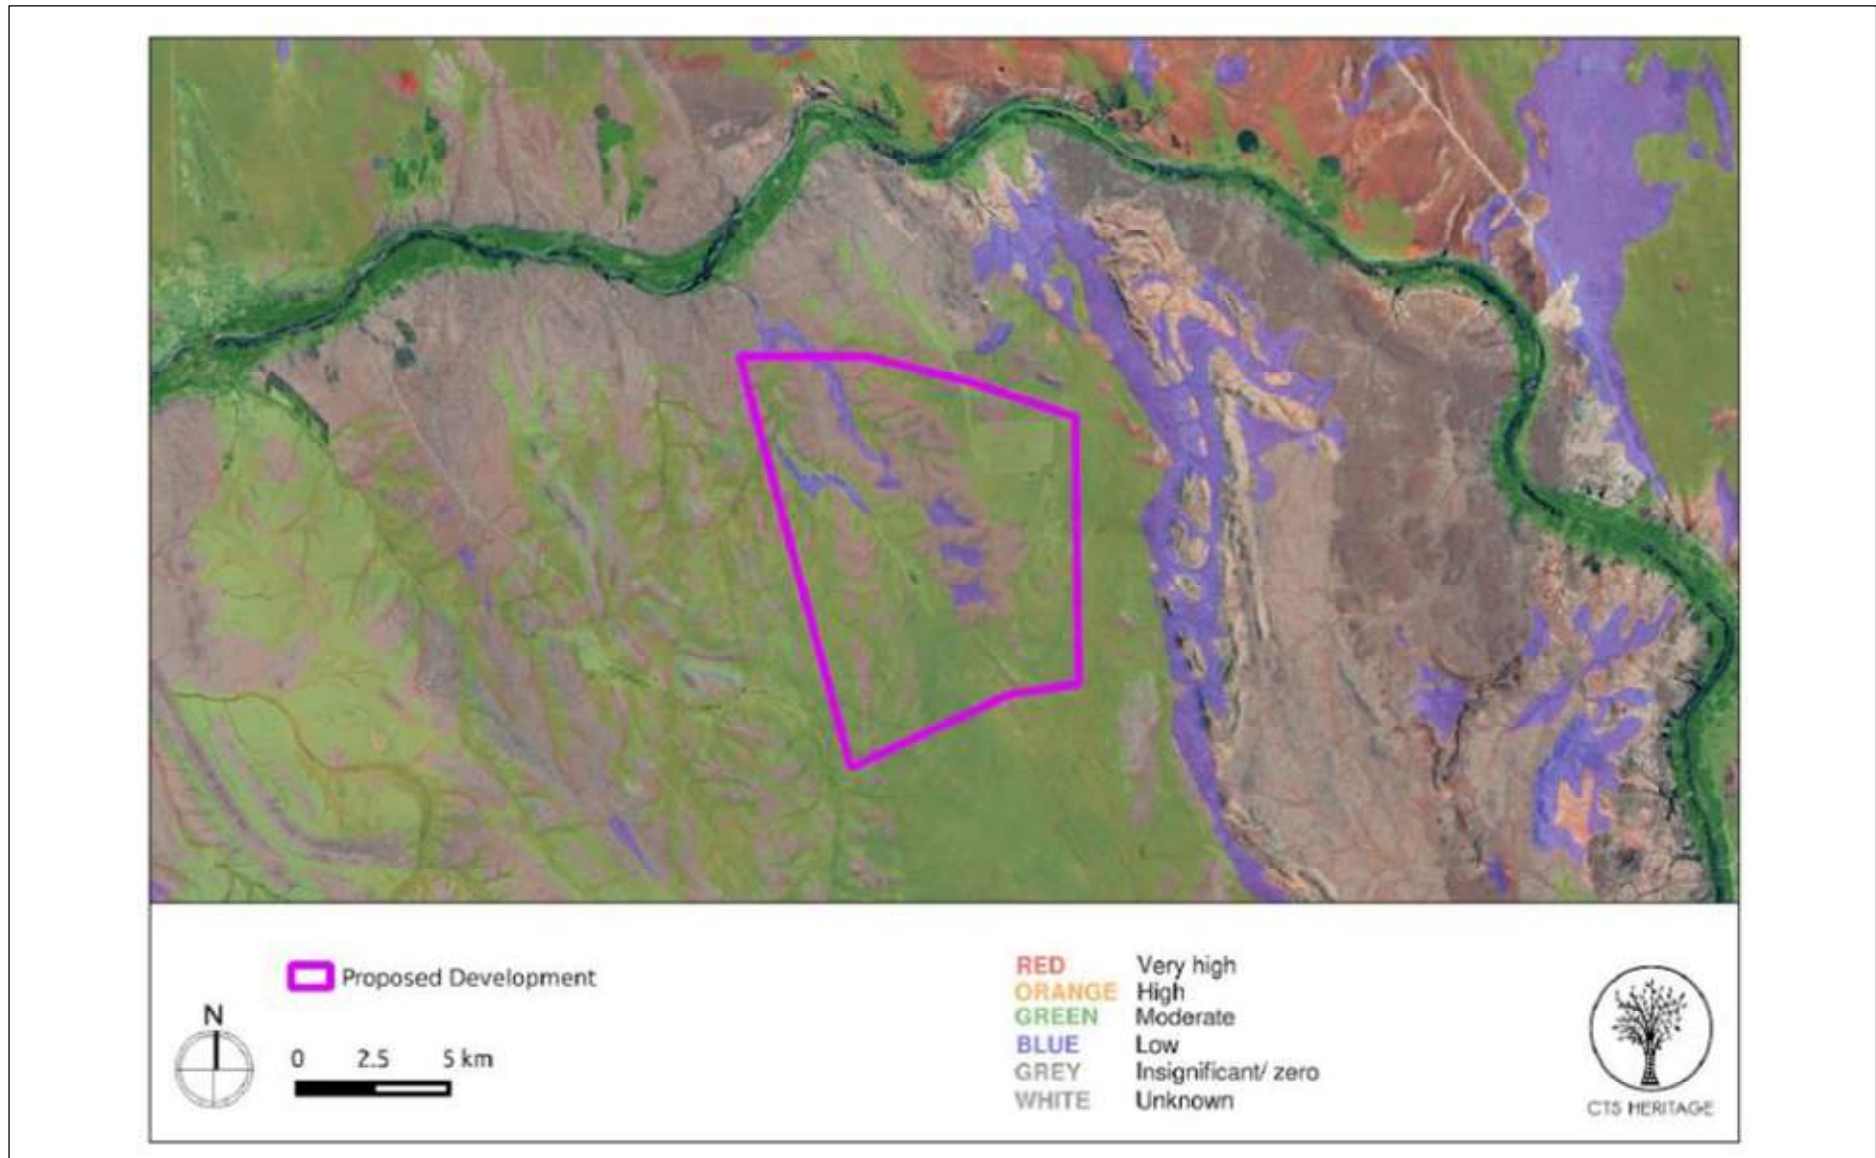 Proposed Development
N
0 2.5 5 km
RED Very high
ORANGE High
GREEN Moderate
BLUE Low
GREY Insignificant/ zero
WHITE Unknown
CTS HERITAGE